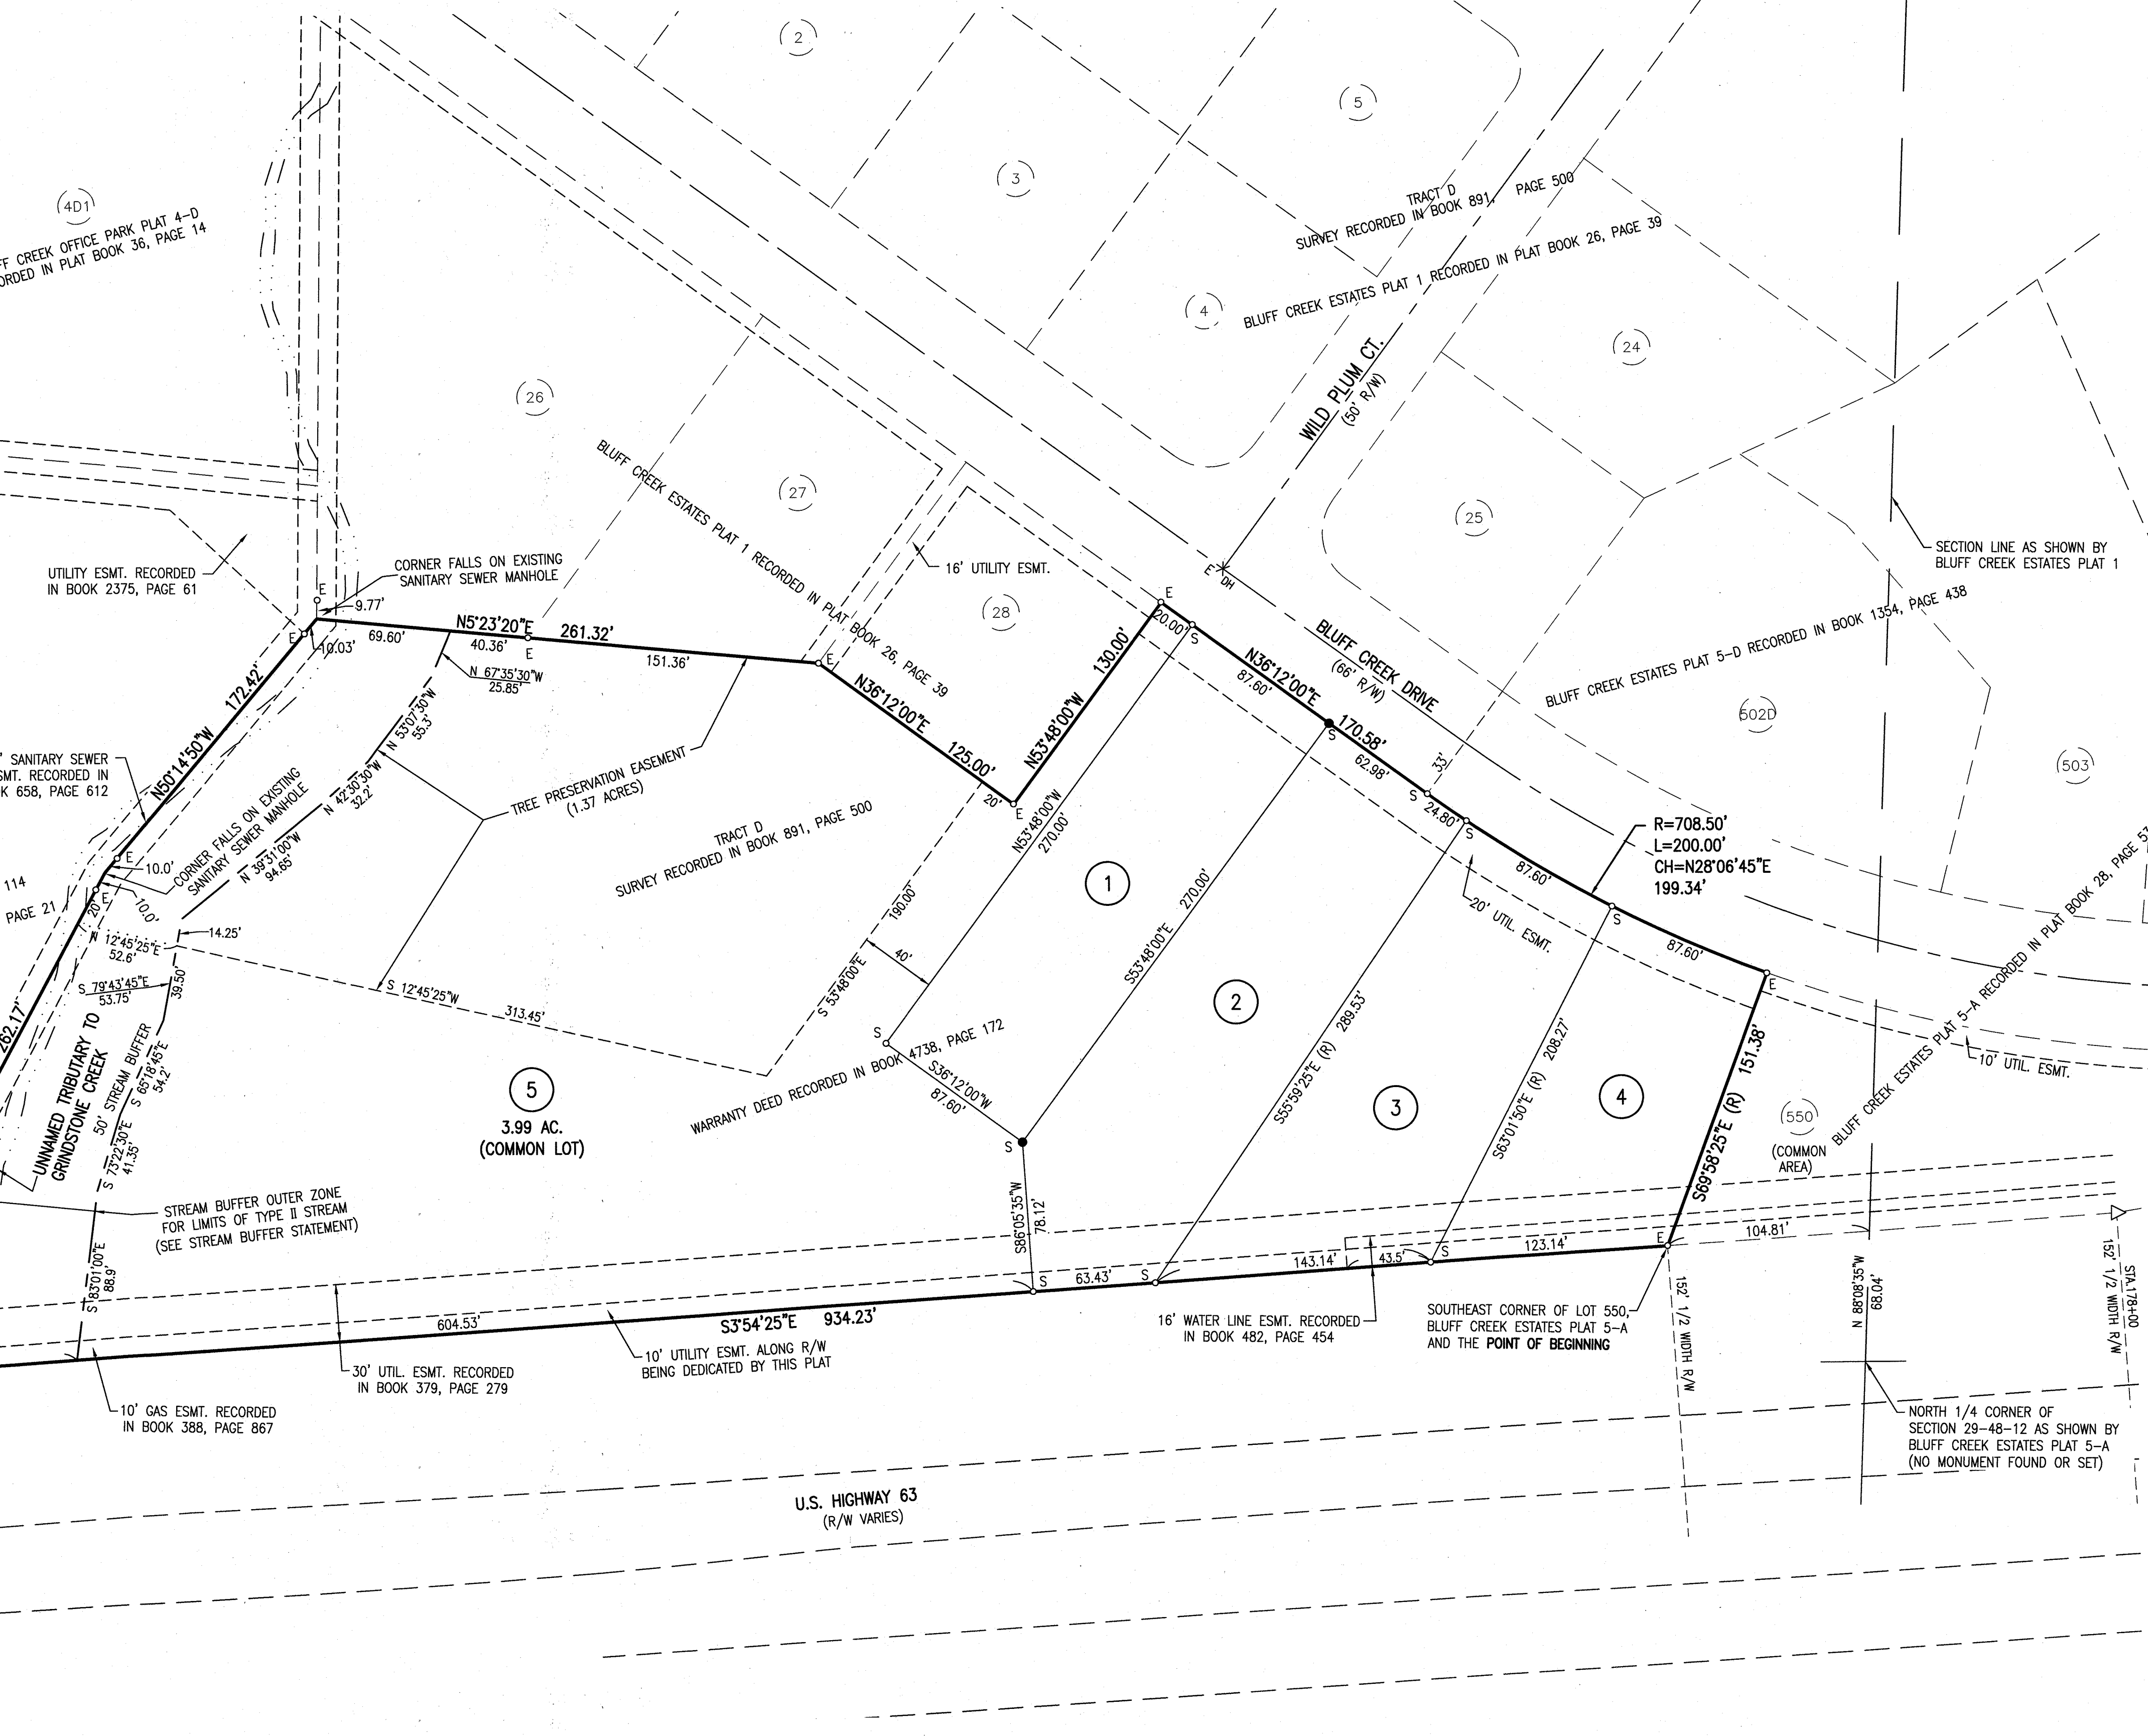 2
5
3
4
TRACT D
SURVEY RECORDED IN BOOK 891, PAGE 500
BLUFF CREEK ESTATES PLAT 1 RECORDED IN PLAT BOOK 26, PAGE 39
4D1
FF CREEK OFFICE PARK PLAT 4-D
ORDED IN PLAT BOOK 36, PAGE 14
24
26
27
25
28
WILD PLUM CT.
(50' R/W)
BLUFF CREEK ESTATES PLAT 1 RECORDED IN PLAT BOOK 26, PAGE 39
SECTION LINE AS SHOWN BY
BLUFF CREEK ESTATES PLAT 1
UTILITY ESMT. RECORDED
IN BOOK 2375, PAGE 61
CORNER FALLS ON EXISTING
SANITARY SEWER MANHOLE
16' UTILITY ESMT.
E
9.77'
E
10.03'
69.60'
N5°23'20"E
40.36'
E
261.32'
151.36'
E
N 67°35'30"W
25.85'
E
20.00'
S
E DH
BLUFF CREEK DRIVE
(66' R/W)
BLUFF CREEK ESTATES PLAT 5-D RECORDED IN BOOK 1354, PAGE 438
502D
503
N36°12'00"E
125.00'
N53°48'00"W
130.00'
N36°12'00"E
87.60'
S
170.58'
62.98'
33'
S
24.80'
S
172.42'
N50°14'50"W
N 53°07'30"W
55.3'
N 42°30'30"W
32.2'
N 39°31'00"W
94.65'
' SANITARY SEWER
SMT. RECORDED IN
K 658, PAGE 612
CORNER FALLS ON EXISTING
SANITARY SEWER MANHOLE
TREE PRESERVATION EASEMENT
(1.37 ACRES)
TRACT D
SURVEY RECORDED IN BOOK 891, PAGE 500
20'
E
N53°48'00"W
270.00'
R=708.50'
L=200.00'
CH=N28°06'45"E
199.34'
E
10.0'
E
10.0'
20'
114
PAGE 21
1
S53°48'00"E
270.00'
87.60'
S
20' UTIL. ESMT.
87.60'
E
BLUFF CREEK ESTATES PLAT 5-A RECORDED IN PLAT BOOK 28, PAGE 5
N 12°45'25"E
52.6'
14.25'
S 79°43'45"E
53.75'
39.50'
S 12°45'25"W
313.45'
190.00'
S 53°48'00"E
40'
S
2
262.17'
UNNAMED TRIBUTARY TO
GRINDSTONE CREEK
50' STREAM BUFFER
S 65°18'45"E
54.2'
S 73°22'30"E
41.35'
5
3.99 AC.
(COMMON LOT)
WARRANTY DEED RECORDED IN BOOK 4738, PAGE 172
S36°12'00"W
87.60'
S
S55°59'25"E (R)
289.53'
3
S63°01'50"E (R)
208.27'
4
S69°58'25"E (R)
151.38'
10' UTIL. ESMT.
550
(COMMON
AREA)
STREAM BUFFER OUTER ZONE
FOR LIMITS OF TYPE II STREAM
(SEE STREAM BUFFER STATEMENT)
S 83°01'00"E
88.9'
S86°05'35"W
78.12'
S
63.43'
S
143.14'
43.5'
S
123.14'
E
104.81'
604.53'
S3°54'25"E
934.23'
10' UTILITY ESMT. ALONG R/W
BEING DEDICATED BY THIS PLAT
30' UTIL. ESMT. RECORDED
IN BOOK 379, PAGE 279
10' GAS ESMT. RECORDED
IN BOOK 388, PAGE 867
16' WATER LINE ESMT. RECORDED
IN BOOK 482, PAGE 454
SOUTHEAST CORNER OF LOT 550,
BLUFF CREEK ESTATES PLAT 5-A
AND THE POINT OF BEGINNING
152' 1/2 WIDTH R/W
68.04'
STA.178+00
152' 1/2 WIDTH R/W
NORTH 1/4 CORNER OF
SECTION 29-48-12 AS SHOWN BY
BLUFF CREEK ESTATES PLAT 5-A
(NO MONUMENT FOUND OR SET)
U.S. HIGHWAY 63
(R/W VARIES)